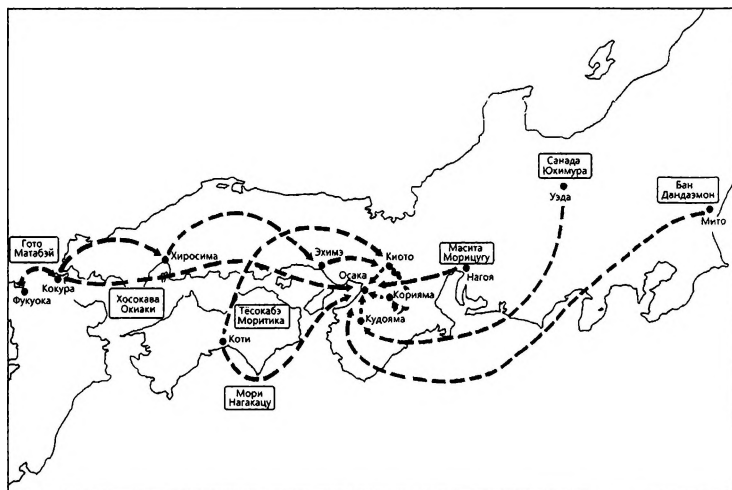 Санада
Юкимура
Уэда
Бан
Дандаэмон
Мито
Гото
Матабэй
Хиросима
Эхимэ
Киото
Масита
Морицугу
Нагоя
Осака
Кокура
Фукуока
Хосокава
Окиаки
Тёсокабэ
Моритика
Корияма
Кудояма
Коти
Мори
Нагакацу